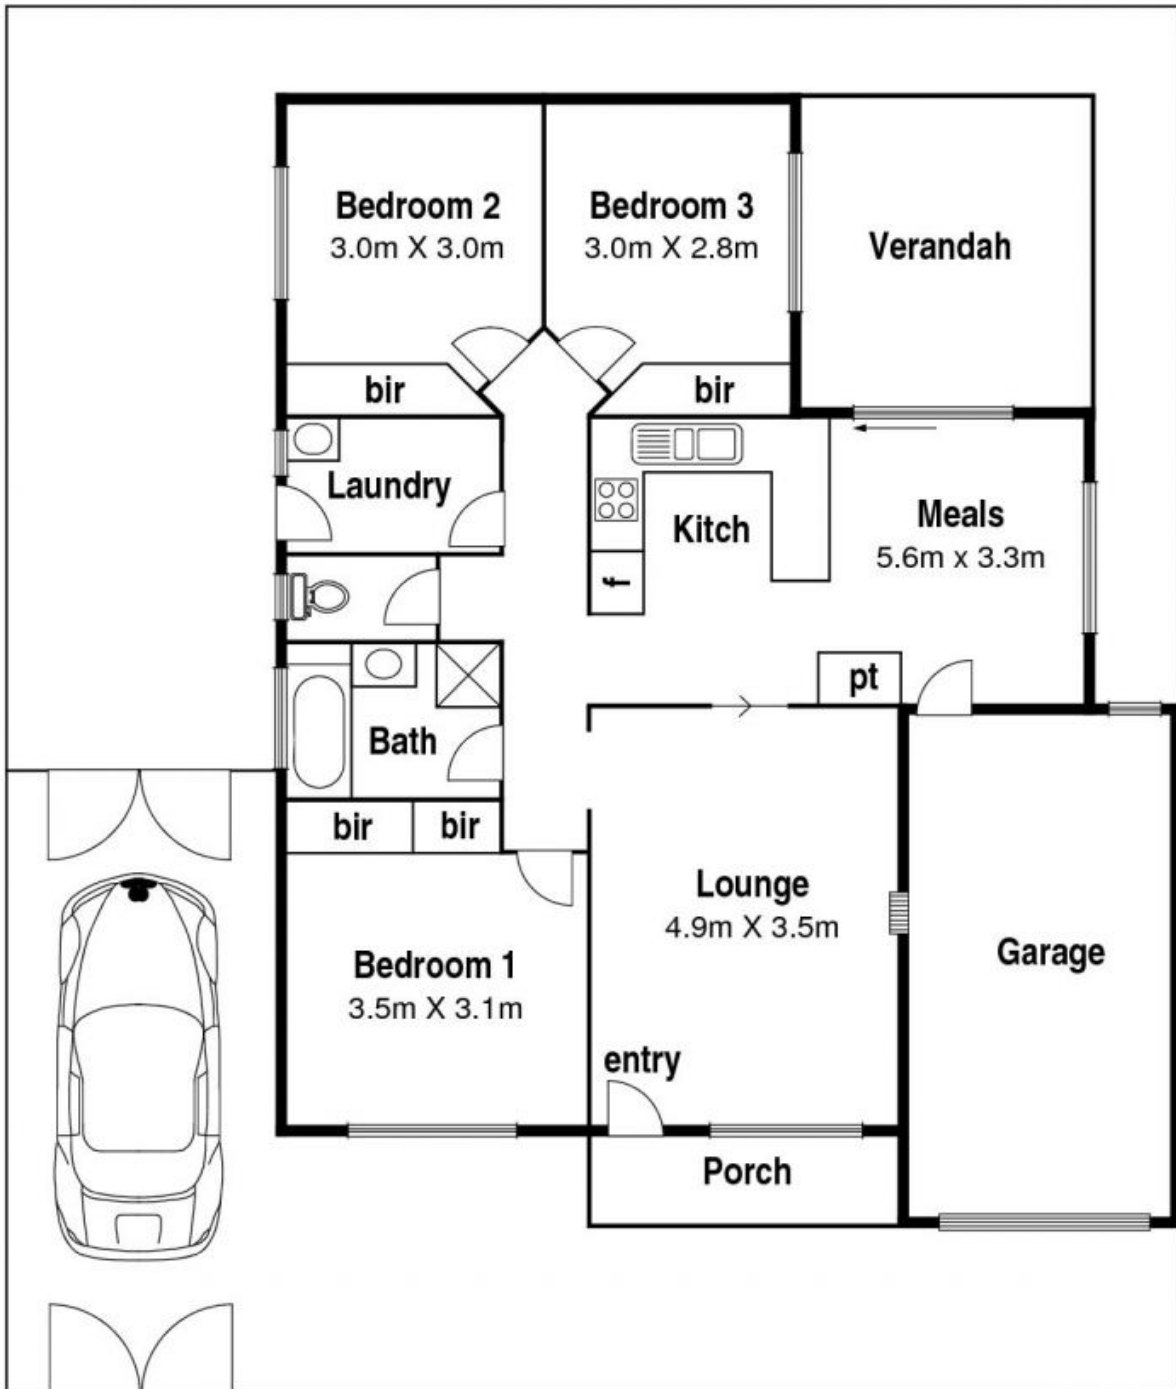 Bedroom 2
3.0m X 3.0m
Bedroom 3
3.0m X 2.8m
Verandah
bir
bir
Laundry
Kitch
Meals
5.6m x 3.3m
f
pt
Bath
bir
bir
Lounge
4.9m X 3.5m
Garage
Bedroom 1
3.5m X 3.1m
entry
Porch